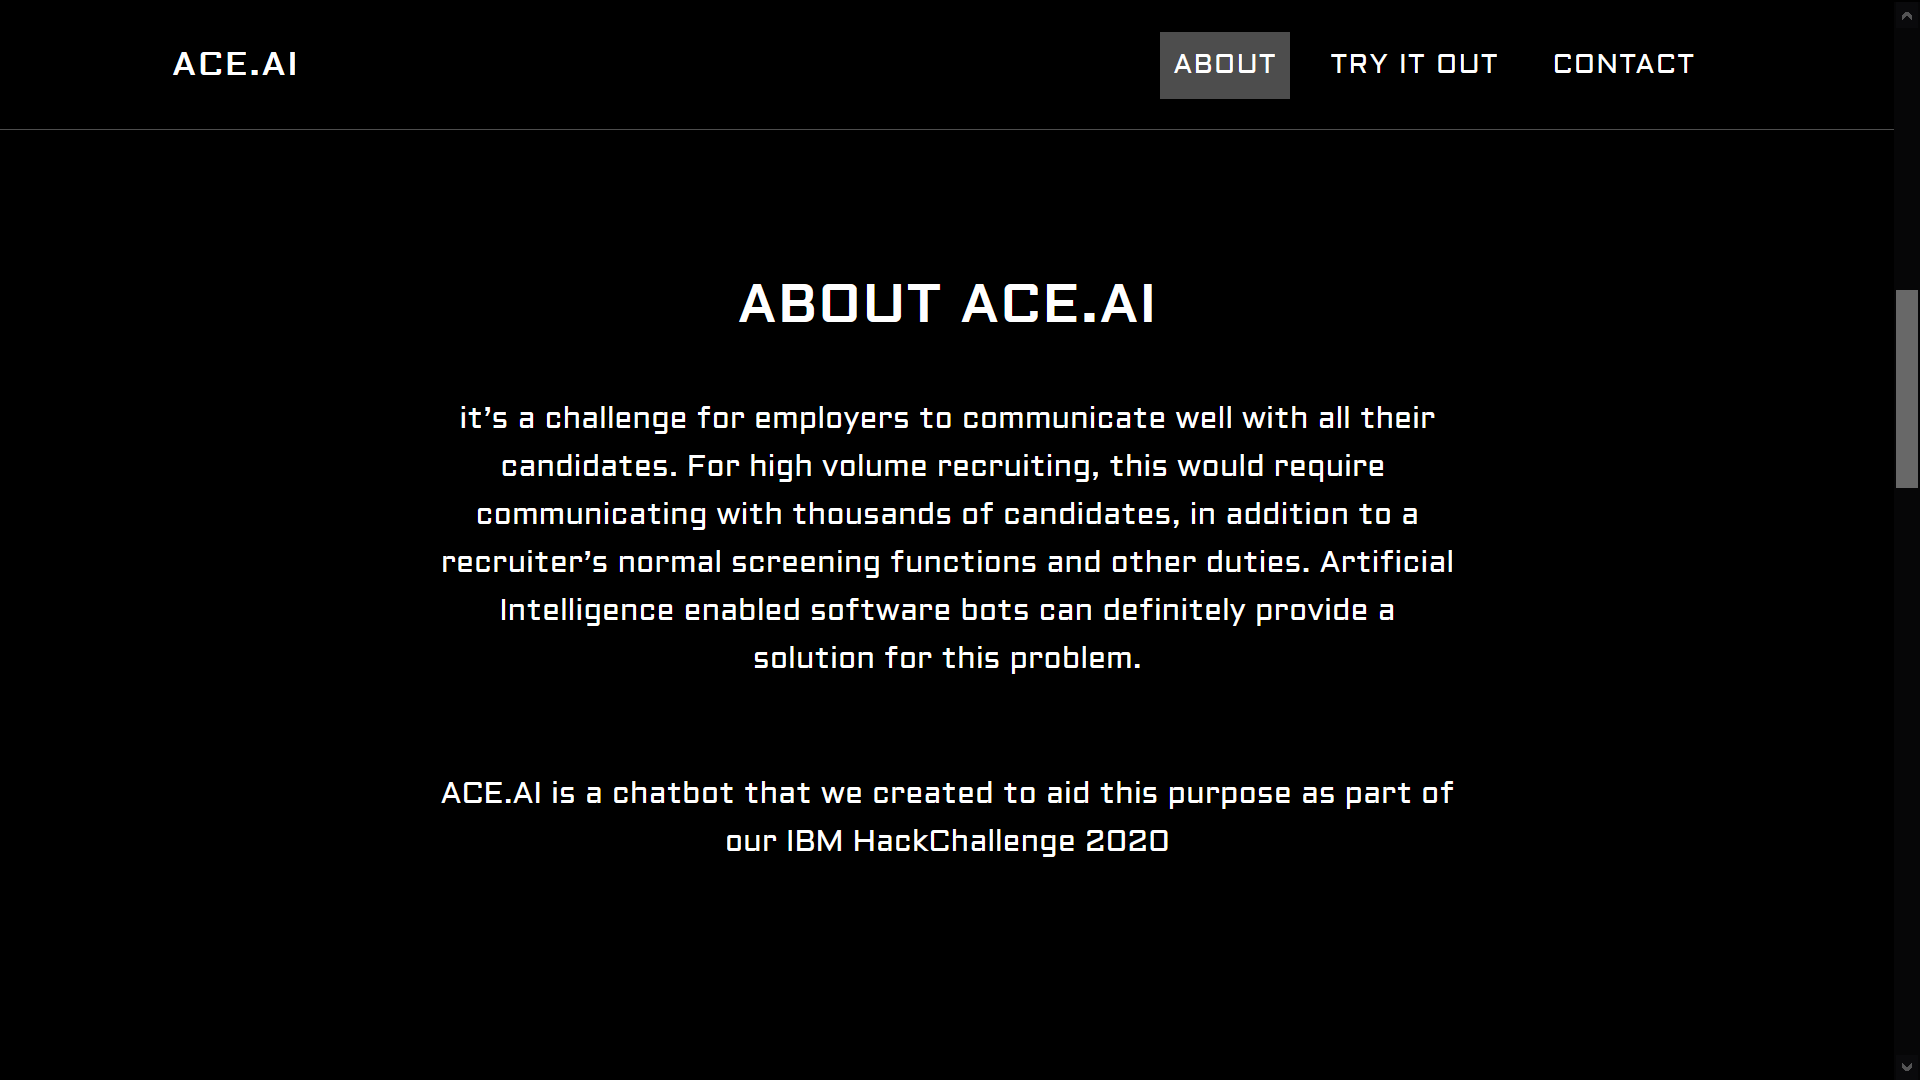 ACE.AI
ABOUT
TRY IT OUT
CONTACT
ABOUT ACE.AI
it’s a challenge for employers to communicate well with all their
candidates. For high volume recruiting, this would require
communicating with thousands of candidates, in addition to a
recruiter’s normal screening functions and other duties. Artificial
Intelligence enabled software bots can definitely provide a
solution for this problem.
ACE.AI is a chatbot that we created to aid this purpose as part of
our IBM HackChallenge 2020